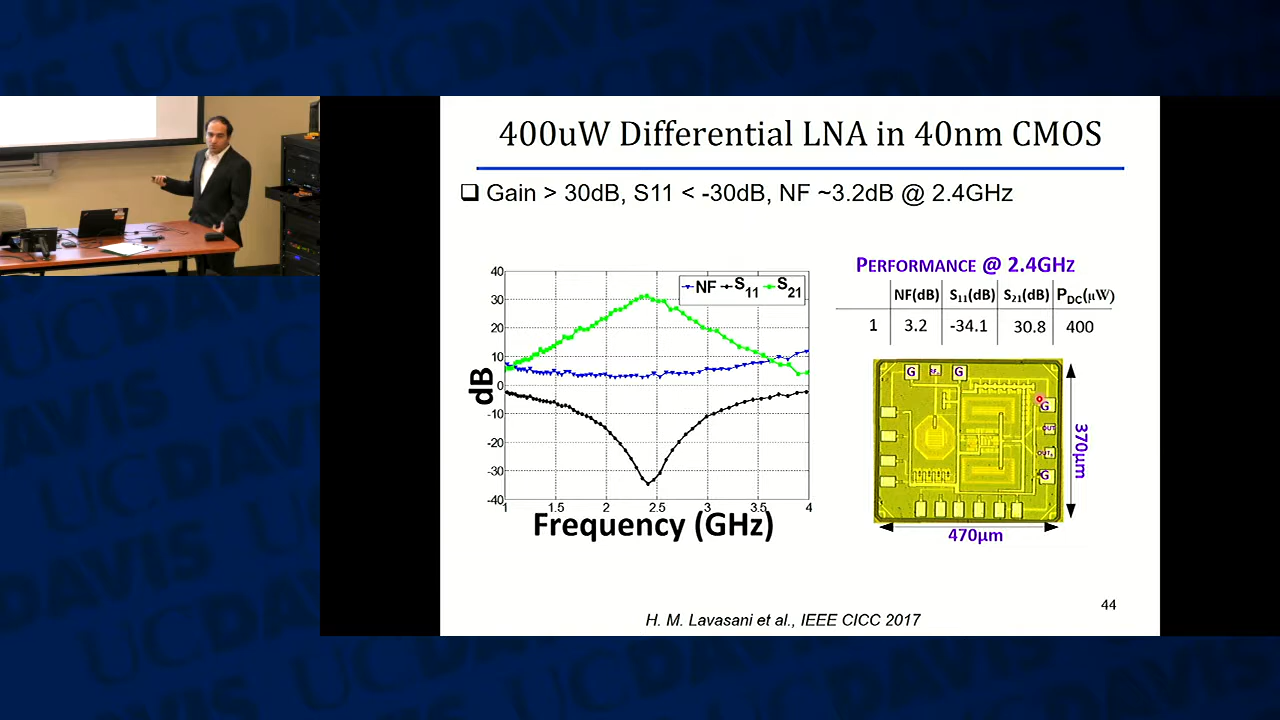 400uW Differential LNA in 40nm CMOS
Gain > 30dB, S11 < -30dB, NF ~3.2dB @ 2.4GHz
PERFORMANCE @ 2.4GHz
NF(dB) S11(dB) S21(dB) PDC(μW)
1 3.2 -34.1 30.8 400
NF S11 S21
40
30
20
10
0
-10
-20
-30
-40
dB
1 1.5 2 2.5 3 3.5 4
Frequency (GHz)
G G
G
OUT
G
370μm
470μm
44
H. M. Lavasani et al., IEEE CICC 2017
UC DAVIS